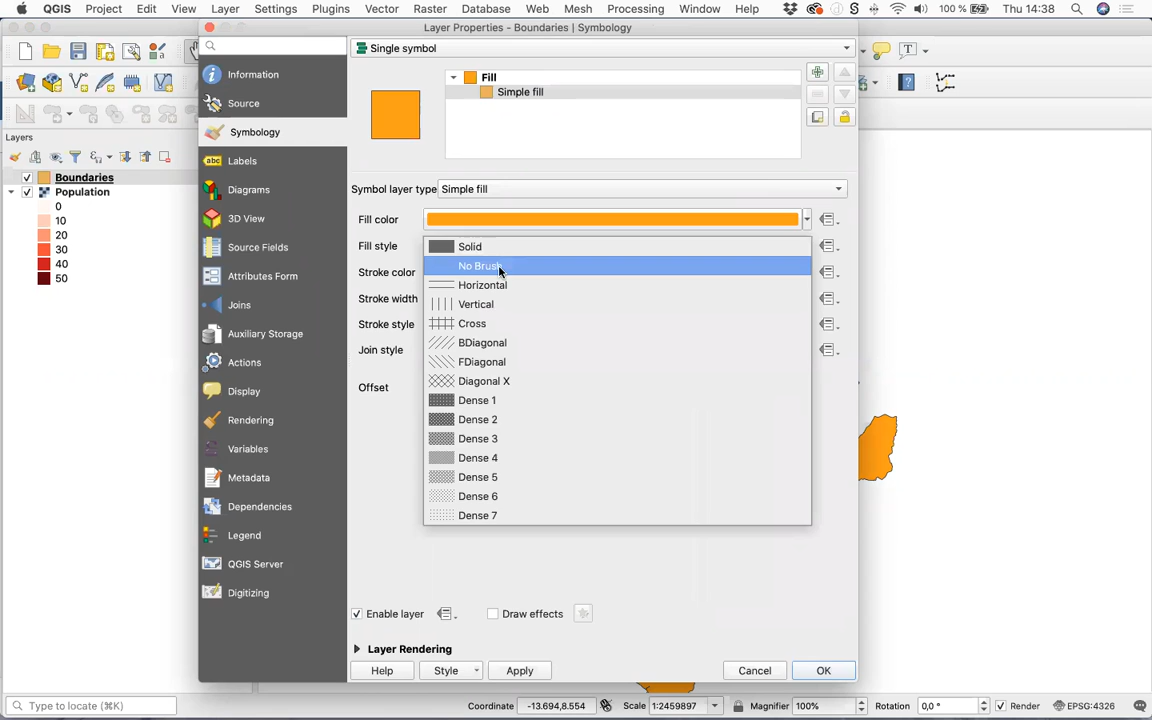 QGIS Project Edit View Layer Settings Plugins Vector Raster Database Web Mesh Processing Window Help 100 % Thu 14:38
Layer Properties - Boundaries | Symbology
Layers
Boundaries
Population
0
10
20
30
40
50
Information
Source
Symbology
abc Labels
Diagrams
3D View
Source Fields
Attributes Form
Joins
Auxiliary Storage
Actions
Display
Rendering
Variables
Metadata
Dependencies
Legend
QGIS Server
Digitizing
Single symbol
Fill
Simple fill
Symbol layer type Simple fill
Fill color
Fill style
Stroke color
Stroke width
Stroke style
Join style
Offset
Solid
No Brush
Horizontal
Vertical
Cross
BDiagonal
FDiagonal
Diagonal X
Dense 1
Dense 2
Dense 3
Dense 4
Dense 5
Dense 6
Dense 7
Enable layer Draw effects
Layer Rendering
Help Style Apply Cancel OK
Type to locate (⌘K) Coordinate -13.694,8.554 Scale 1:2459897 Magnifier 100% Rotation 0,0 ° Render EPSG:4326